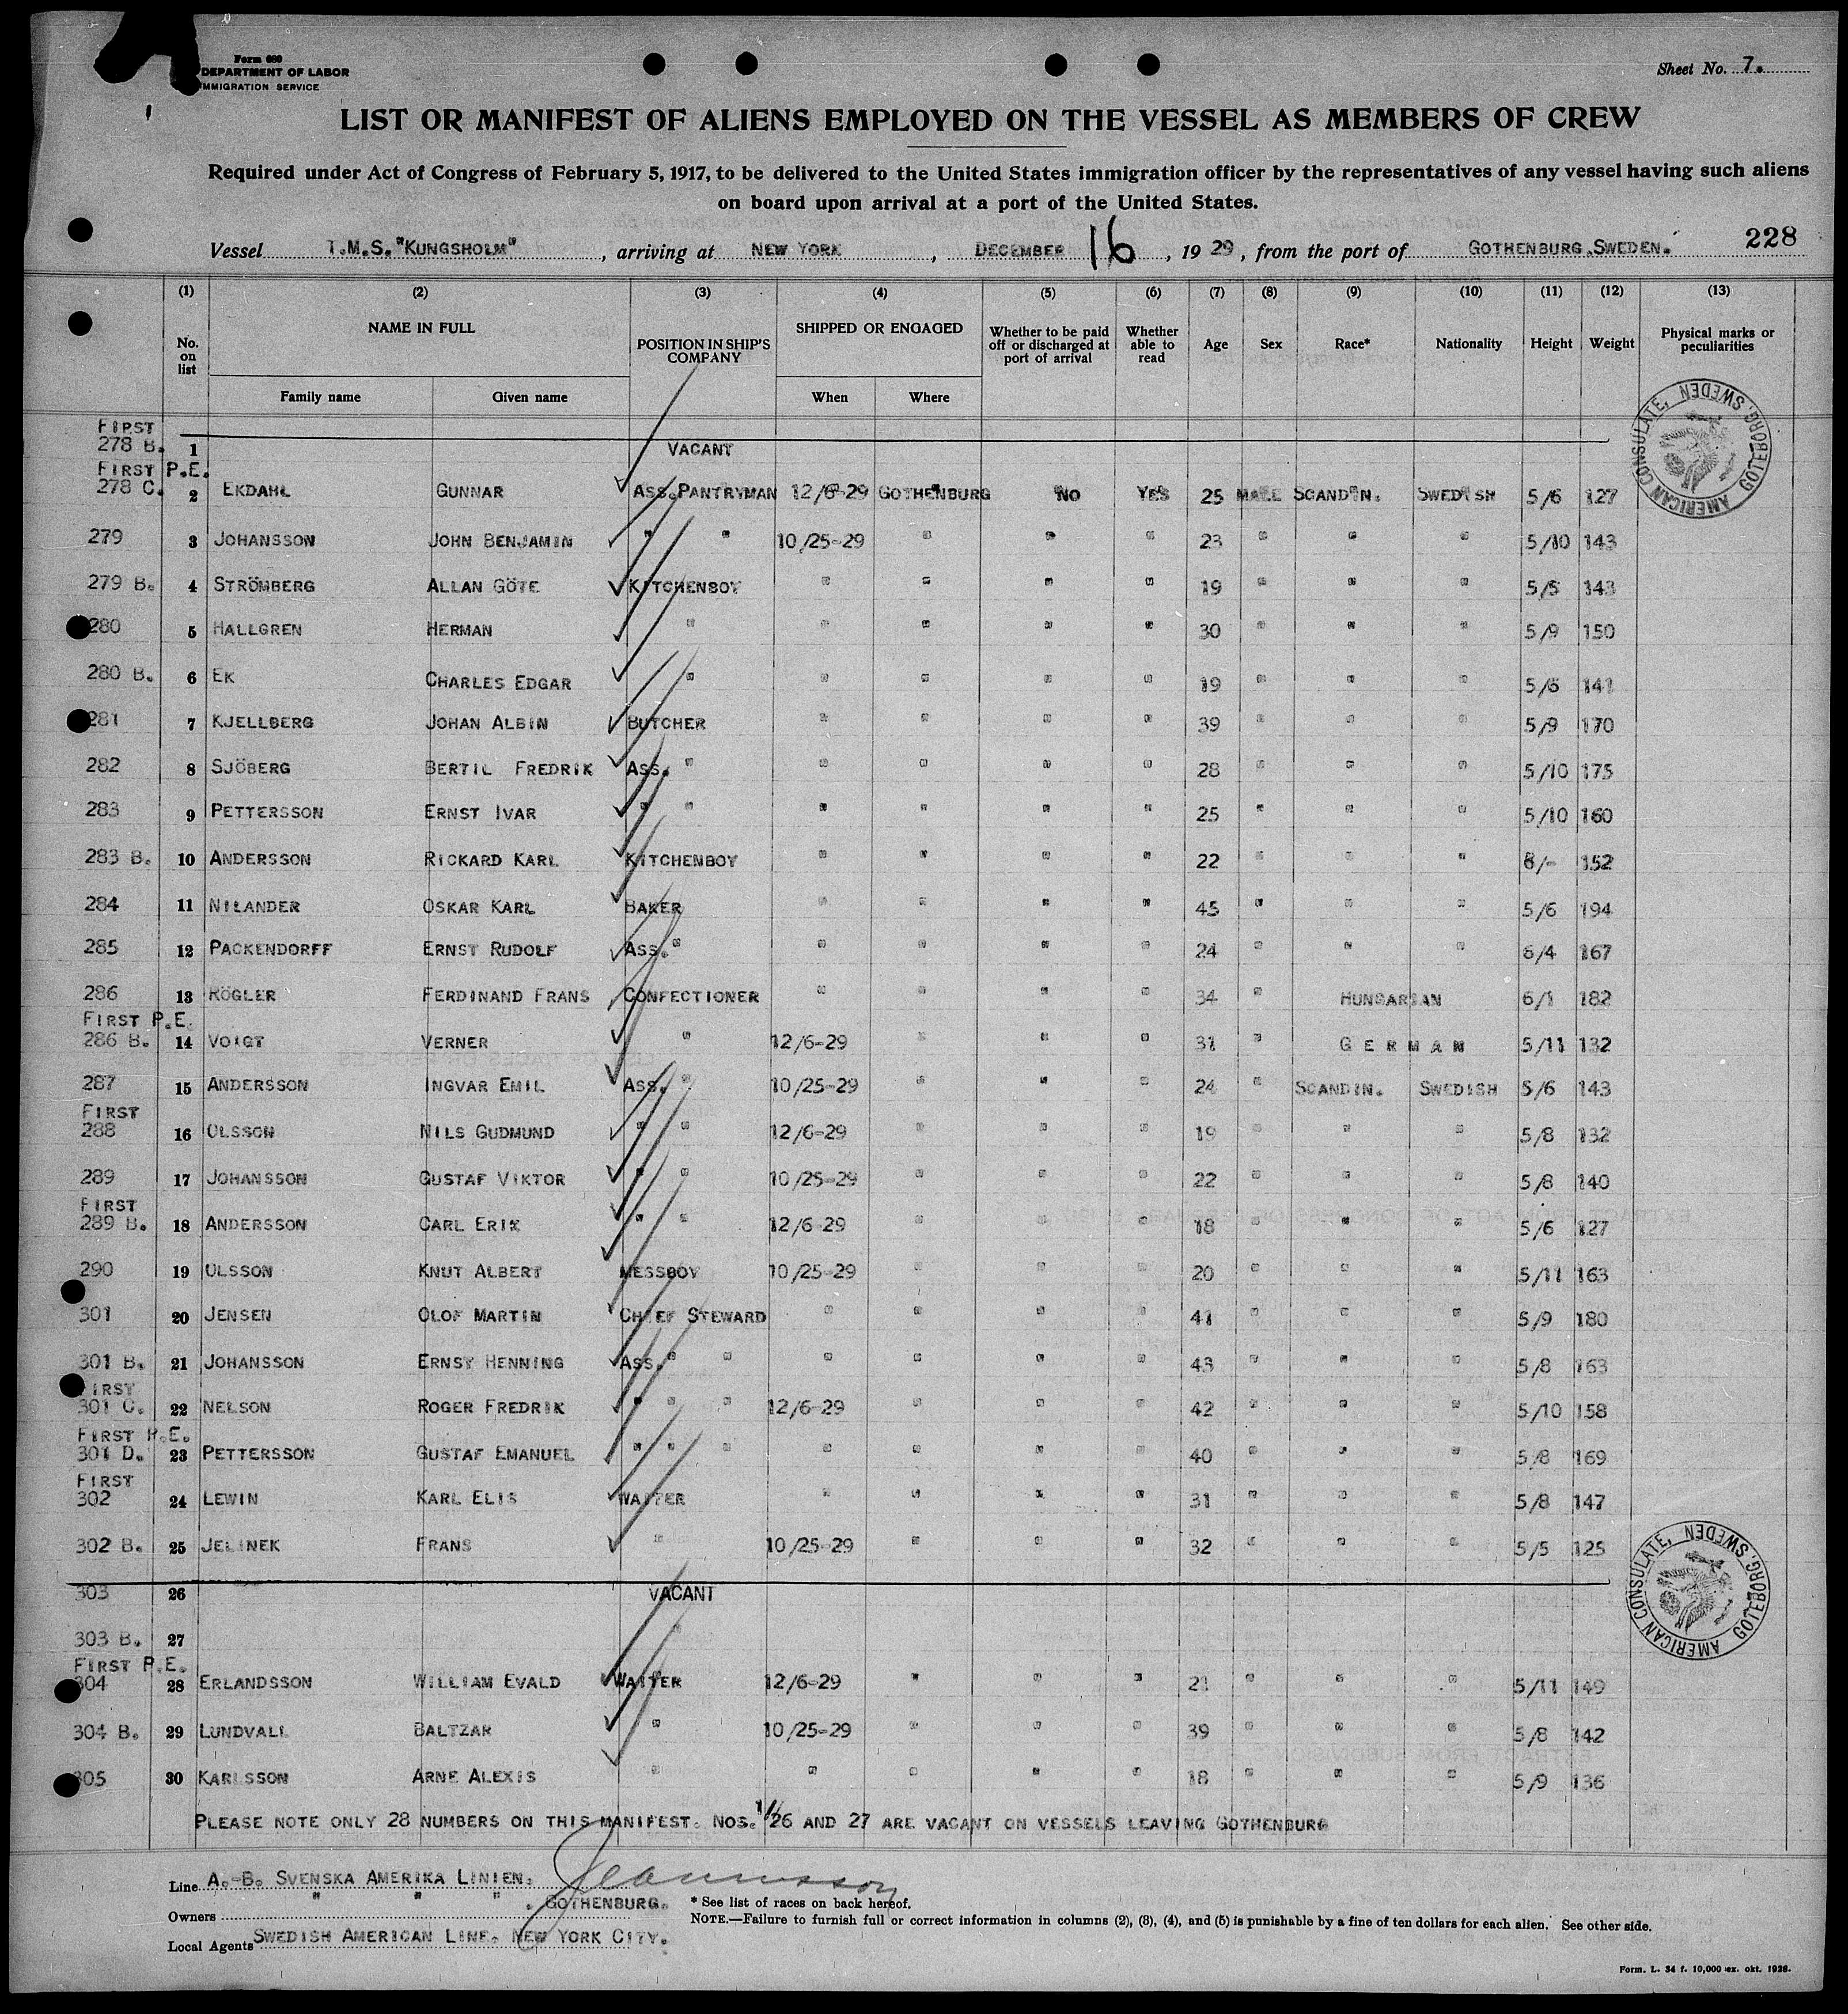 Form 680
DEPARTMENT OF LABOR
IMMIGRATION SERVICE
Sheet No. 7.
LIST OR MANIFEST OF ALIENS EMPLOYED ON THE VESSEL AS MEMBERS OF CREW
Required under Act of Congress of February 5, 1917, to be delivered to the United States immigration officer by the representatives of any vessel having such aliens
on board upon arrival at a port of the United States.
Vessel T.M.S. "KUNGSHOLM", arriving at NEW YORK, DECEMBER 16, 1929, from the port of GOTHENBURG.SWEDEN. 228
(1) (2) (3) (4) (5) (6) (7) (8) (9) (10) (11) (12) (13)
No. on list NAME IN FULL POSITION IN SHIP'S COMPANY SHIPPED OR ENGAGED Whether to be paid off or discharged at port of arrival Whether able to read Age Sex Race* Nationality Height Weight Physical marks or peculiarities
Family name Given name When Where
FIRST
278 B. 1 VACANT
FIRST P.E.
278 C. 2 EKDAHL GUNNAR ASS.PANTRYMAN 12/6-29 GOTHENBURG NO YES 25 MALE SCANDIN. SWEDISH 5/6 127
279 3 JOHANSSON JOHN BENJAMIN " " 10/25-29 " " " 23 " " " 5/10 143
279 B. 4 STRÖMBERG ALLAN GÖTE KITCHENBOY " " " " 19 " " " 5/5 143
280 5 HALLGREN HERMAN " " " " " 30 " " " 5/9 150
280 B. 6 EK CHARLES EDGAR " " " " " 19 " " " 5/6 141
281 7 KJELLBERG JOHAN ALBIN BUTCHER " " " " 39 " " " 5/9 170
282 8 SJÖBERG BERTIL FREDRIK ASS. " " " " " 28 " " " 5/10 175
283 9 PETTERSSON ERNST IVAR " " " " " " 25 " " " 5/10 160
283 B. 10 ANDERSSON RICKARD KARL KITCHENBOY " " " " 22 " " " 6/- 152
284 11 NILANDER OSKAR KARL BAKER " " " " 45 " " " 5/6 194
285 12 PACKENDORFF ERNST RUDOLF ASS. " " " " " 24 " " " 6/4 167
286 13 RÖGLER FERDINAND FRANS CONFECTIONER " " " " 34 " HUNGARIAN 6/1 182
FIRST P.E.
286 B. 14 VOIGT VERNER " 12/6-29 " " " 31 " GERMAN 5/11 132
287 15 ANDERSSON INGVAR EMIL ASS. " 10/25-29 " " " 24 " SCANDIN. SWEDISH 5/6 143
FIRST
288 16 OLSSON NILS GUDMUND " " 12/6-29 " " " 19 " " " 5/8 132
289 17 JOHANSSON GUSTAF VIKTOR " " 10/25-29 " " " 22 " " " 5/8 140
FIRST
289 B. 18 ANDERSSON CARL ERIK " " 12/6-29 " " " 18 " " " 5/6 127
290 19 OLSSON KNUT ALBERT MESSBOY 10/25-29 " " " 20 " " " 5/11 163
301 20 JENSEN OLOF MARTIN CHIEF STEWARD " " " " 41 " " " 5/9 180
301 B. 21 JOHANSSON ERNST HENNING ASS. " " " " " " 43 " " " 5/8 163
FIRST
301 C. 22 NELSON ROGER FREDRIK " " " 12/6-29 " " " 42 " " " 5/10 158
FIRST P.E.
301 D. 23 PETTERSSON GUSTAF EMANUEL " " " " " " " 40 " " " 5/8 169
FIRST
302 24 LEWIN KARL ELIS WAITER " " " " 31 " " " 5/8 147
302 B. 25 JELINEK FRANS " 10/25-29 " " " 32 " " " 5/5 125
303 26 VACANT
303 B. 27 "
FIRST P.E.
304 28 ERLANDSSON WILLIAM EVALD WAITER 12/6-29 " " " 21 " " " 5/11 149
304 B. 29 LUNDVALL BALTZAR " 10/25-29 " " " 39 " " " 5/8 142
305 30 KARLSSON ARNE ALEXIS " " " " " 18 " " " 5/9 136
PLEASE NOTE ONLY 28 NUMBERS ON THIS MANIFEST. NOS. 1/26 AND 27 ARE VACANT ON VESSELS LEAVING GOTHENBURG
AMERICAN CONSULATE, GOTEBORG, SWEDEN
AMERICAN CONSULATE, GOTEBORG, SWEDEN
Line A.-B. SVENSKA AMERIKA LINIEN.
Owners " " " . GOTHENBURG.
Local Agents SWEDISH AMERICAN LINE. NEW YORK CITY.
* See list of races on back hereof.
NOTE.—Failure to furnish full or correct information in columns (2), (3), (4), and (5) is punishable by a fine of ten dollars for each alien. See other side.
Form. L. 34 f. 10,000 ex. okt. 1928.